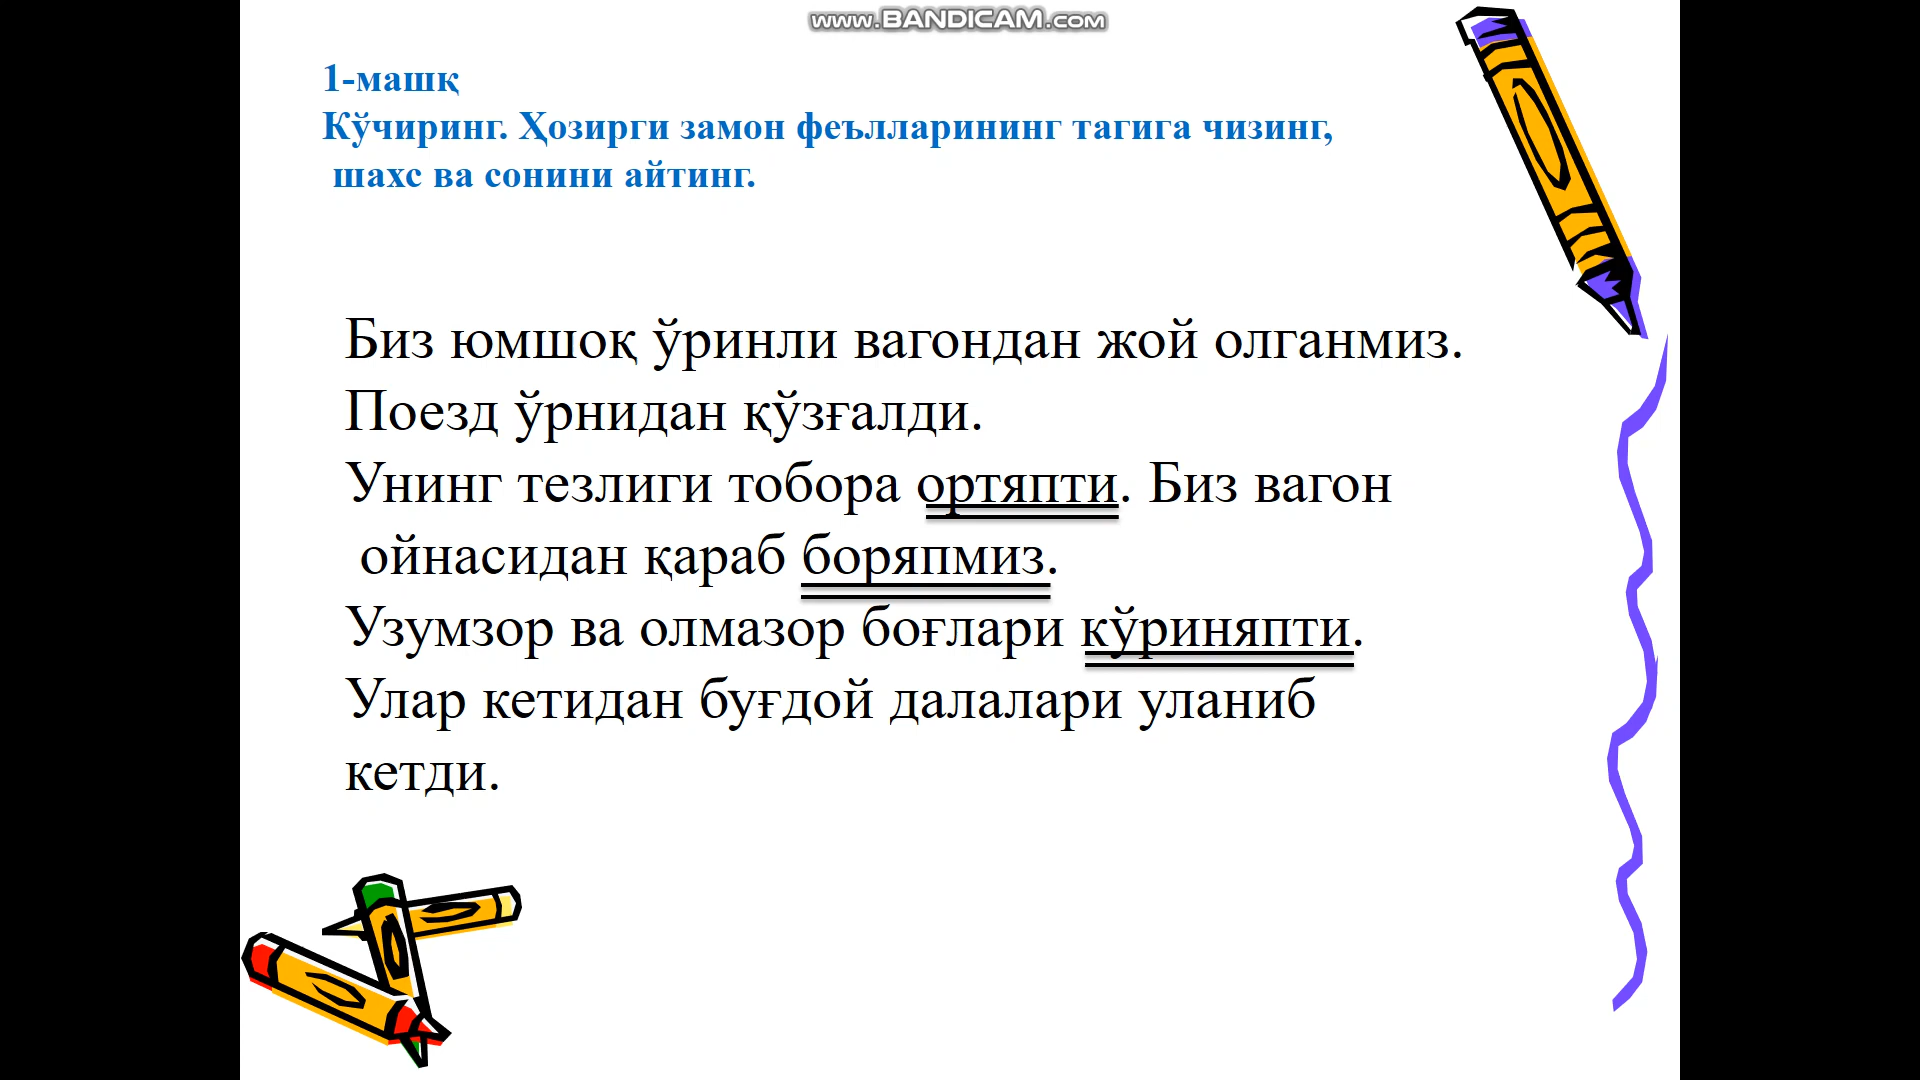 www.BANDICAM.com
1-машқ
Кўчиринг. Ҳозирги замон феълларининг тагига чизинг,
шахс ва сонини айтинг.
Биз юмшоқ ўринли вагондан жой олганмиз.
Поезд ўрнидан қўзғалди.
Унинг тезлиги тобора ортяпти. Биз вагон
ойнасидан қараб боряпмиз.
Узумзор ва олмазор боғлари кўриняпти.
Улар кетидан буғдой далалари уланиб
кетди.